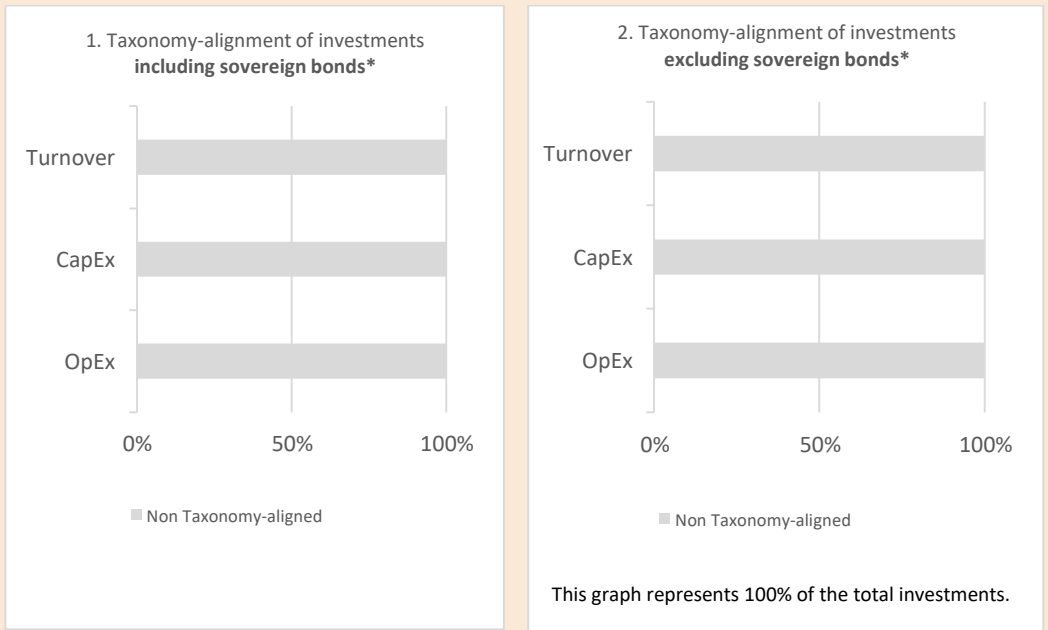 1. Taxonomy-alignment of investments
including sovereign bonds*
Turnover
CapEx
OpEx
0% 50% 100%
Non Taxonomy-aligned
2. Taxonomy-alignment of investments
excluding sovereign bonds*
Turnover
CapEx
OpEx
0% 50% 100%
Non Taxonomy-aligned
This graph represents 100% of the total investments.